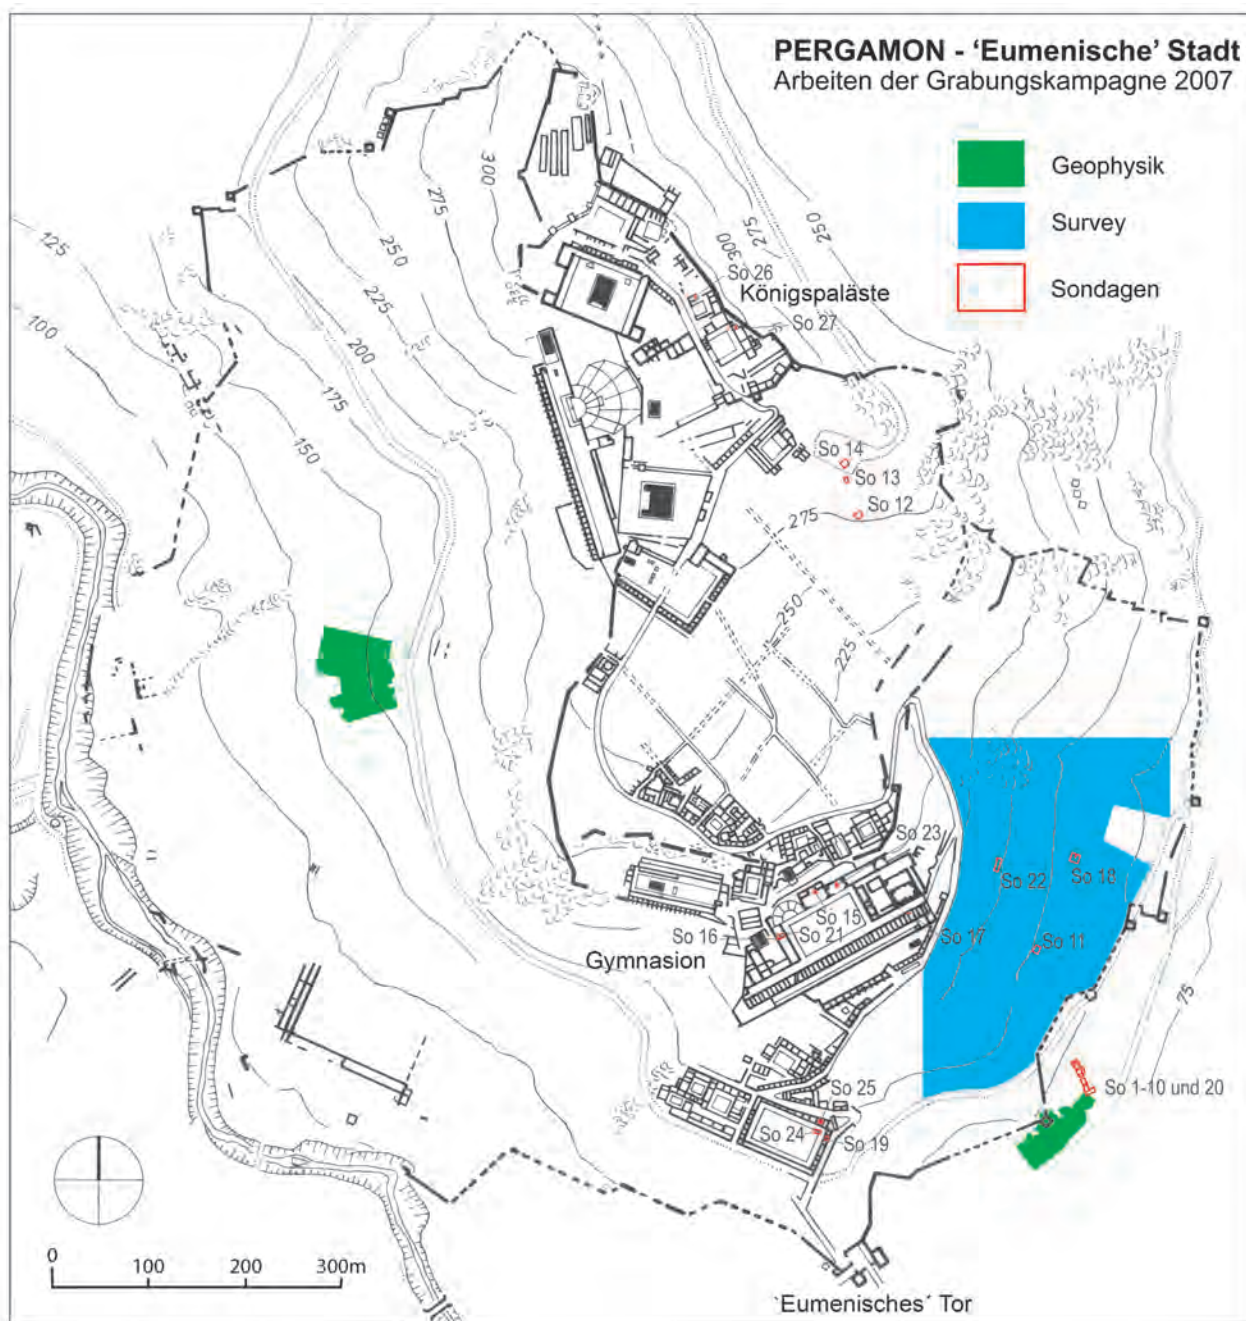 PERGAMON - ‘Eumenische’ Stadt
Arbeiten der Grabungskampagne 2007
Geophysik
Survey
Sondagen
300
275
250
225
200
175
150
125
100
300
275
250
So 26
Königspaläste
So 27
So 14
So 13
So 12
275
250
225
So 23
So 22
So 18
So 15
So 16
So 21
So 17
So 11
Gymnasion
75
So 1-10 und 20
So 25
So 24
So 19
0 100 200 300m
‘Eumenisches’ Tor